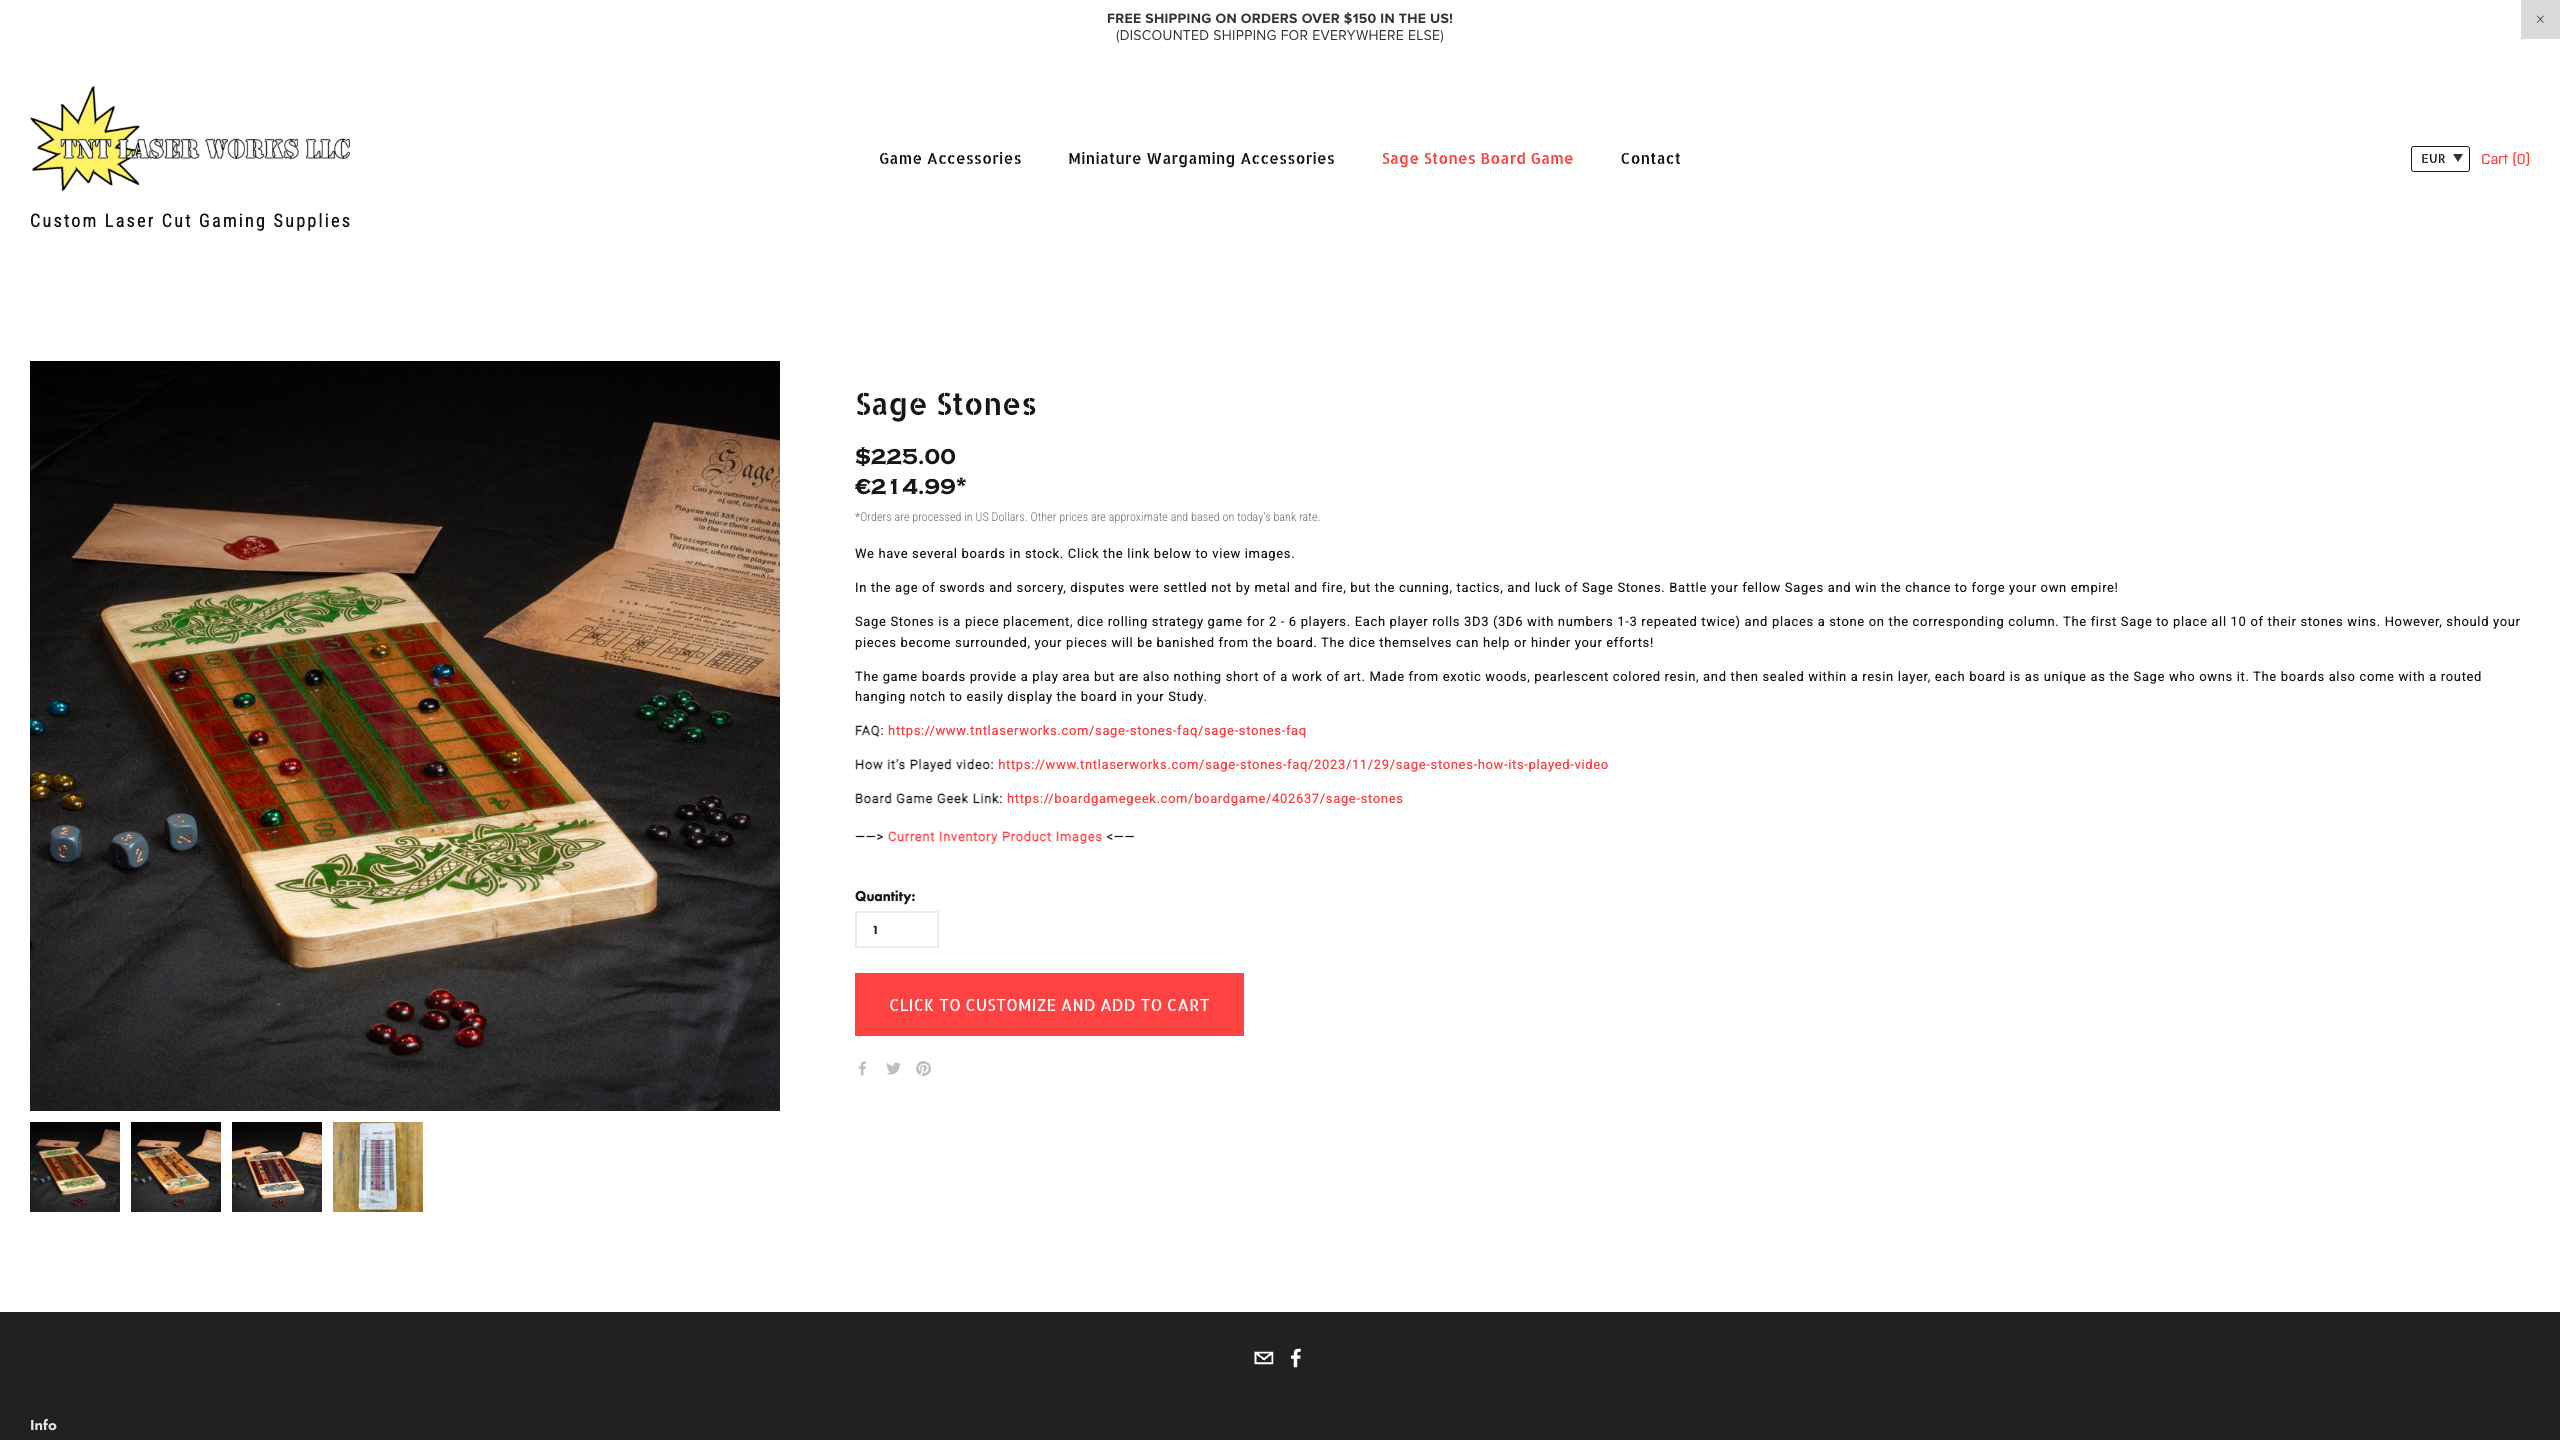 FREE SHIPPING ON ORDERS OVER $150 IN THE US!
(DISCOUNTED SHIPPING FOR EVERYWHERE ELSE)
×
TNT LASER WORKS LLC
Custom Laser Cut Gaming Supplies
Game Accessories
Miniature Wargaming Accessories
Sage Stones Board Game
Contact
EUR ▼
Cart (0)
Sage Stones
$225.00
€214.99*
*Orders are processed in US Dollars. Other prices are approximate and based on today's bank rate.
We have several boards in stock. Click the link below to view images.
In the age of swords and sorcery, disputes were settled not by metal and fire, but the cunning, tactics, and luck of Sage Stones. Battle your fellow Sages and win the chance to forge your own empire!
Sage Stones is a piece placement, dice rolling strategy game for 2 - 6 players. Each player rolls 3D3 (3D6 with numbers 1-3 repeated twice) and places a stone on the corresponding column. The first Sage to place all 10 of their stones wins. However, should your
pieces become surrounded, your pieces will be banished from the board. The dice themselves can help or hinder your efforts!
The game boards provide a play area but are also nothing short of a work of art. Made from exotic woods, pearlescent colored resin, and then sealed within a resin layer, each board is as unique as the Sage who owns it. The boards also come with a routed
hanging notch to easily display the board in your Study.
FAQ: https://www.tntlaserworks.com/sage-stones-faq/sage-stones-faq
How it’s Played video: https://www.tntlaserworks.com/sage-stones-faq/2023/11/29/sage-stones-how-its-played-video
Board Game Geek Link: https://boardgamegeek.com/boardgame/402637/sage-stones
——> Current Inventory Product Images <——
Quantity:
1
CLICK TO CUSTOMIZE AND ADD TO CART
Info